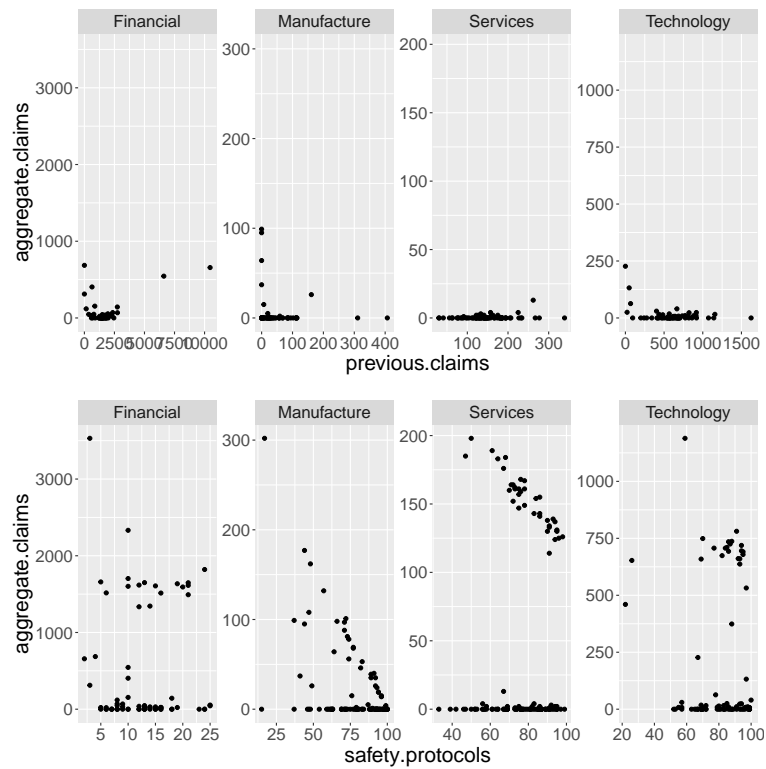 Financial Manufacture Services Technology
aggregate.claims
3000
2000
1000
0
300
200
100
0
200
150
100
50
0
1000
750
500
250
0
0 2500 5000 7500 10000
0 100 200 300 400
0 100 200 300
0 500 1000 1500
previous.claims
Financial Manufacture Services Technology
aggregate.claims
3000
2000
1000
0
300
200
100
0
200
150
100
50
0
1000
750
500
250
0
5 10 15 20 25
25 50 75 100
40 60 80 100
20 40 60 80 100
safety.protocols